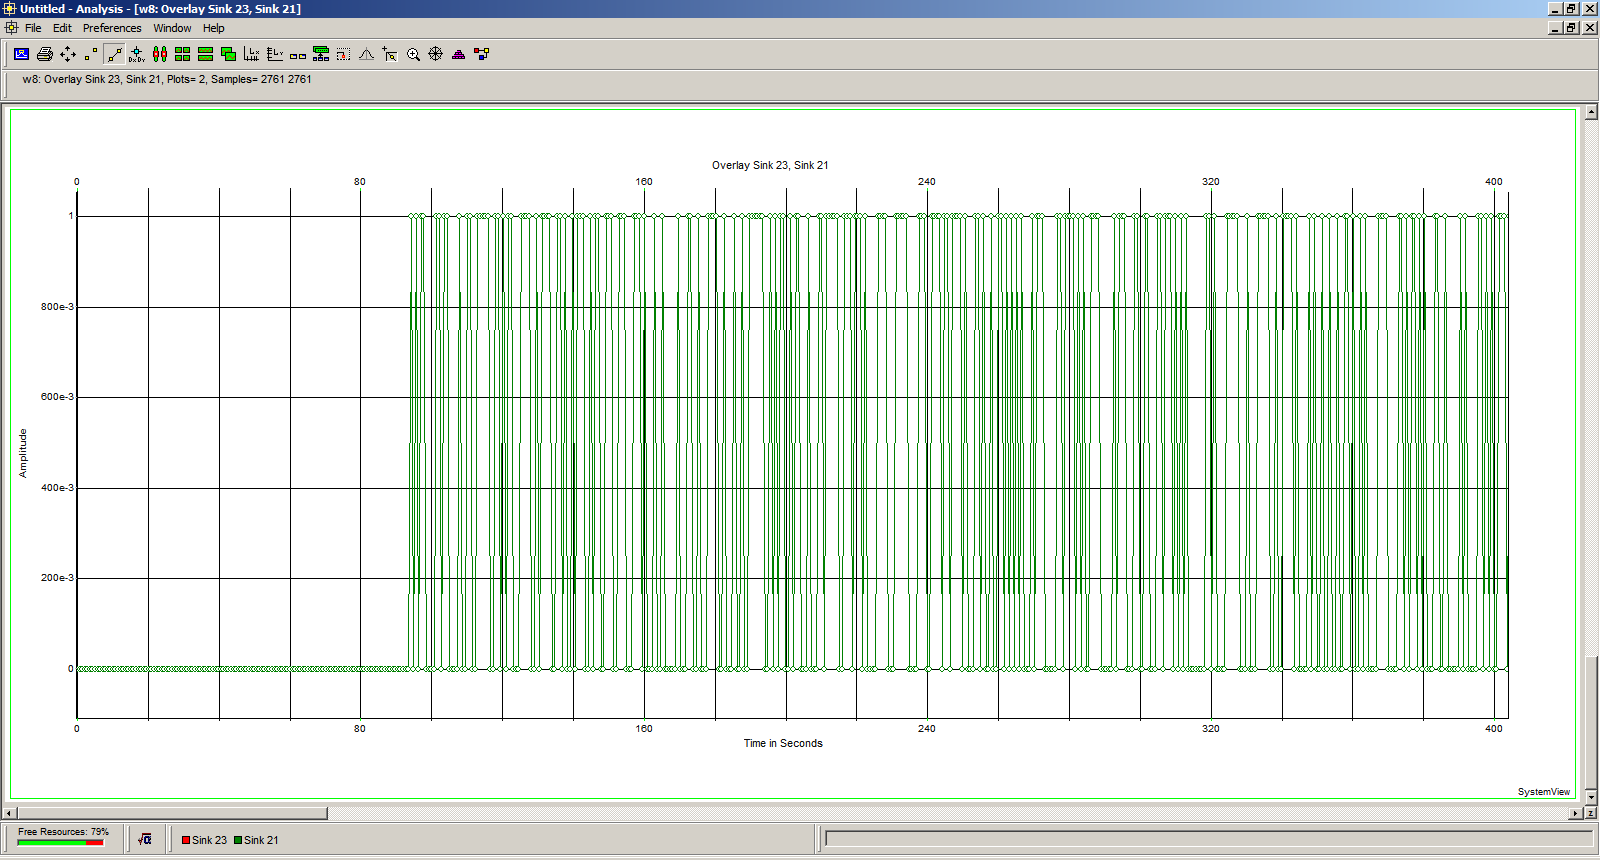 Untitled - Analysis - [w8: Overlay Sink 23, Sink 21]
File Edit Preferences Window Help
w8: Overlay Sink 23, Sink 21, Plots= 2, Samples= 2761 2761
Overlay Sink 23, Sink 21
0 80 160 240 320 400
1
800e-3
600e-3
400e-3
200e-3
0
Amplitude
0 80 160 240 320 400
Time in Seconds
SystemView
Free Resources: 79%
Sink 23 Sink 21